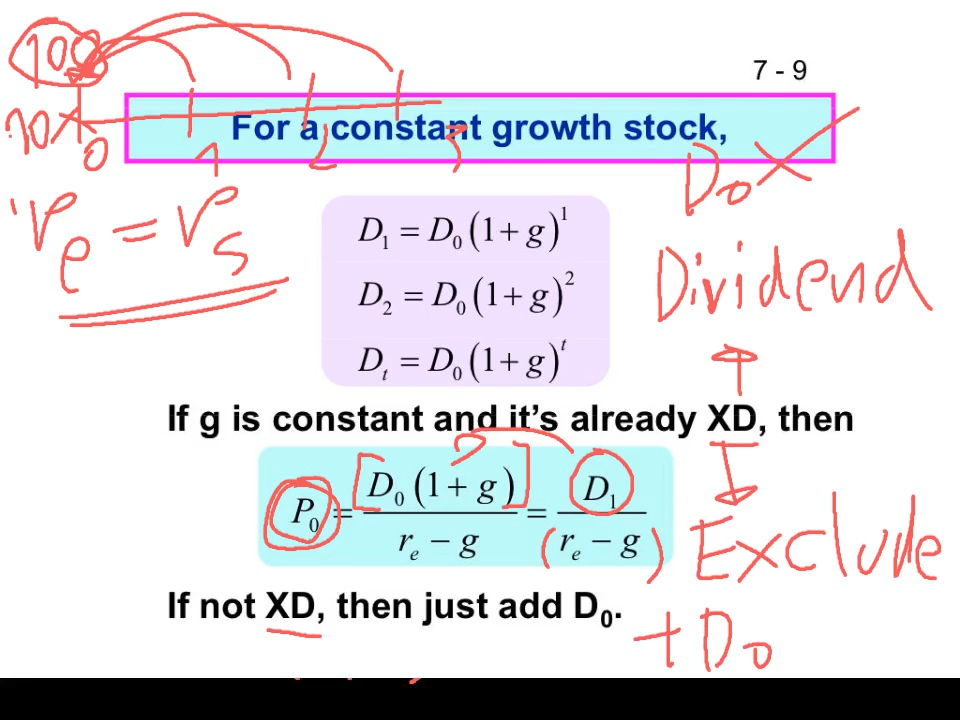 100
7 - 9
10
0
1
2
3
For a constant growth stock,
D₀
rₑ = rₛ
D₁ = D₀ (1 + g)¹
Dividend
D₂ = D₀ (1 + g)²
Dₜ = D₀ (1 + g)ᵗ
If g is constant and it's already XD, then
P₀ = D₀ (1 + g) / rₑ − g = D₁ / rₑ − g
Exclude
If not XD, then just add D₀.
+ D₀